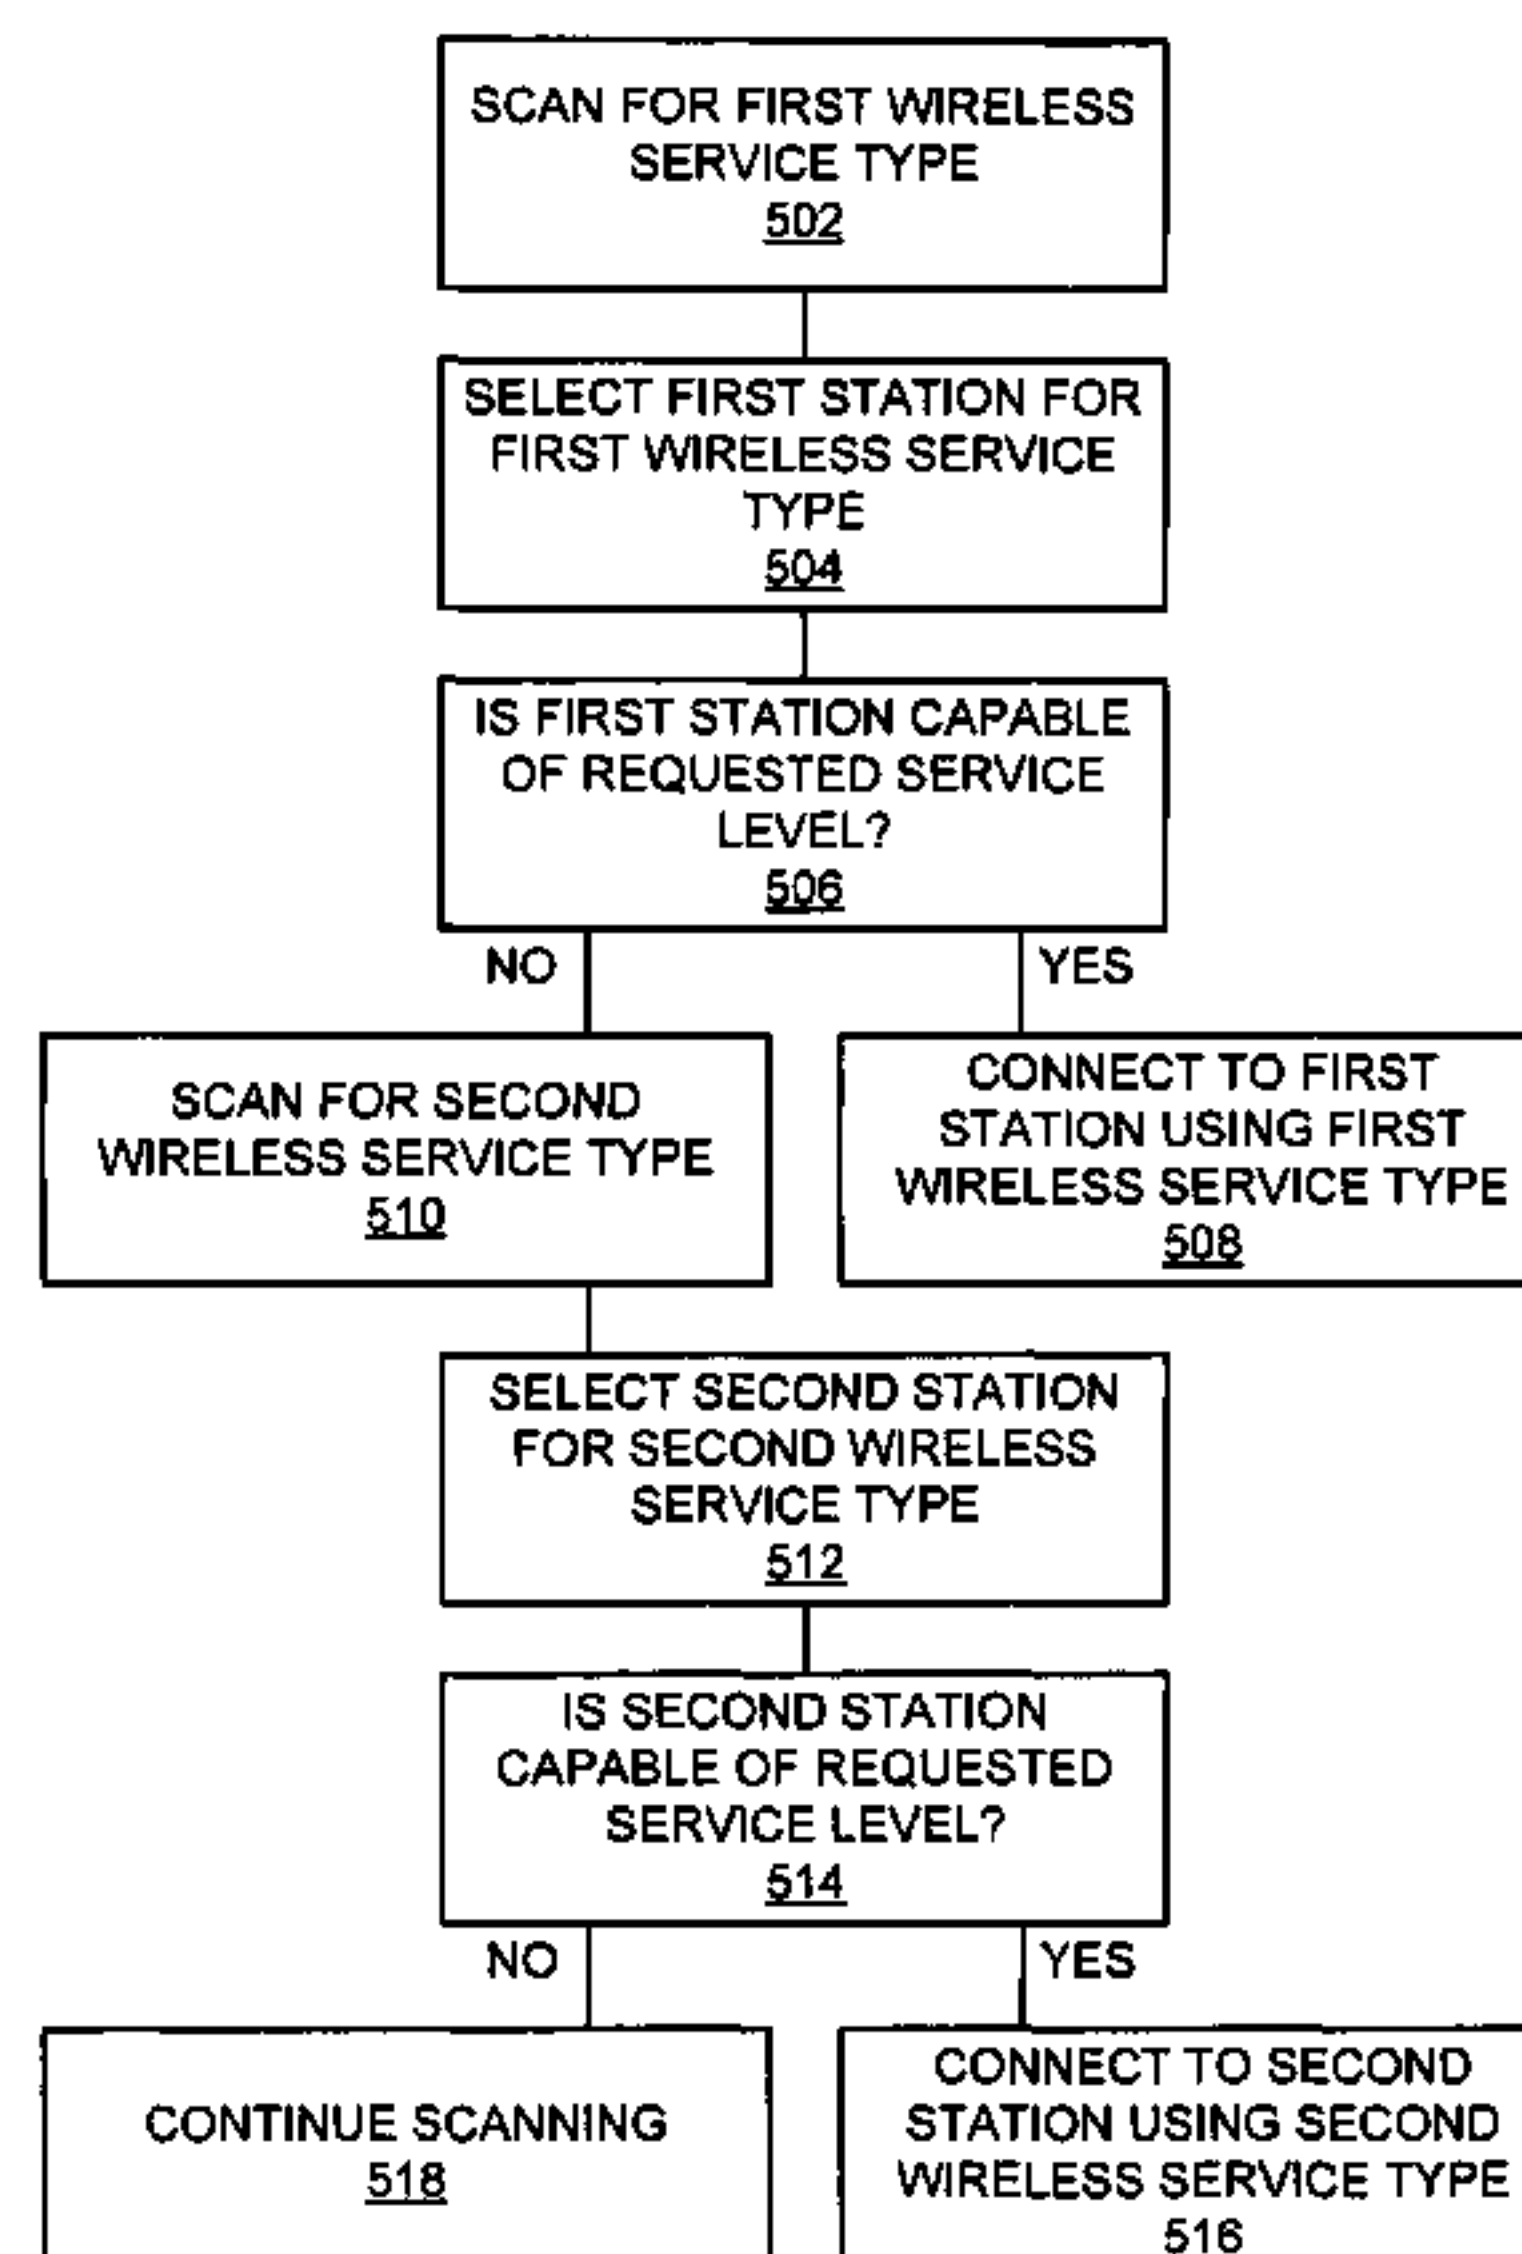 SCAN FOR FIRST WIRELESS
SERVICE TYPE
502
SELECT FIRST STATION FOR
FIRST WIRELESS SERVICE
TYPE
504
IS FIRST STATION CAPABLE
OF REQUESTED SERVICE
LEVEL?
506
NO
YES
SCAN FOR SECOND
WIRELESS SERVICE TYPE
510
CONNECT TO FIRST
STATION USING FIRST
WIRELESS SERVICE TYPE
508
SELECT SECOND STATION
FOR SECOND WIRELESS
SERVICE TYPE
512
IS SECOND STATION
CAPABLE OF REQUESTED
SERVICE LEVEL?
514
NO
YES
CONTINUE SCANNING
518
CONNECT TO SECOND
STATION USING SECOND
WIRELESS SERVICE TYPE
516